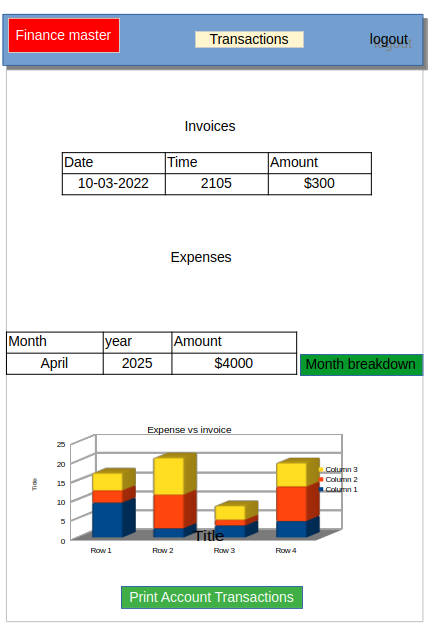 Finance master
Transactions
logout
Invoices
Date Time Amount
10-03-2022 2105 $300
Expenses
Month year Amount
April 2025 $4000
Month breakdown
Expense vs invoice
25
20
15
10
5
0
Title
Column 3
Column 2
Column 1
Row 1 Row 2 Row 3 Row 4
Title
Print Account Transactions